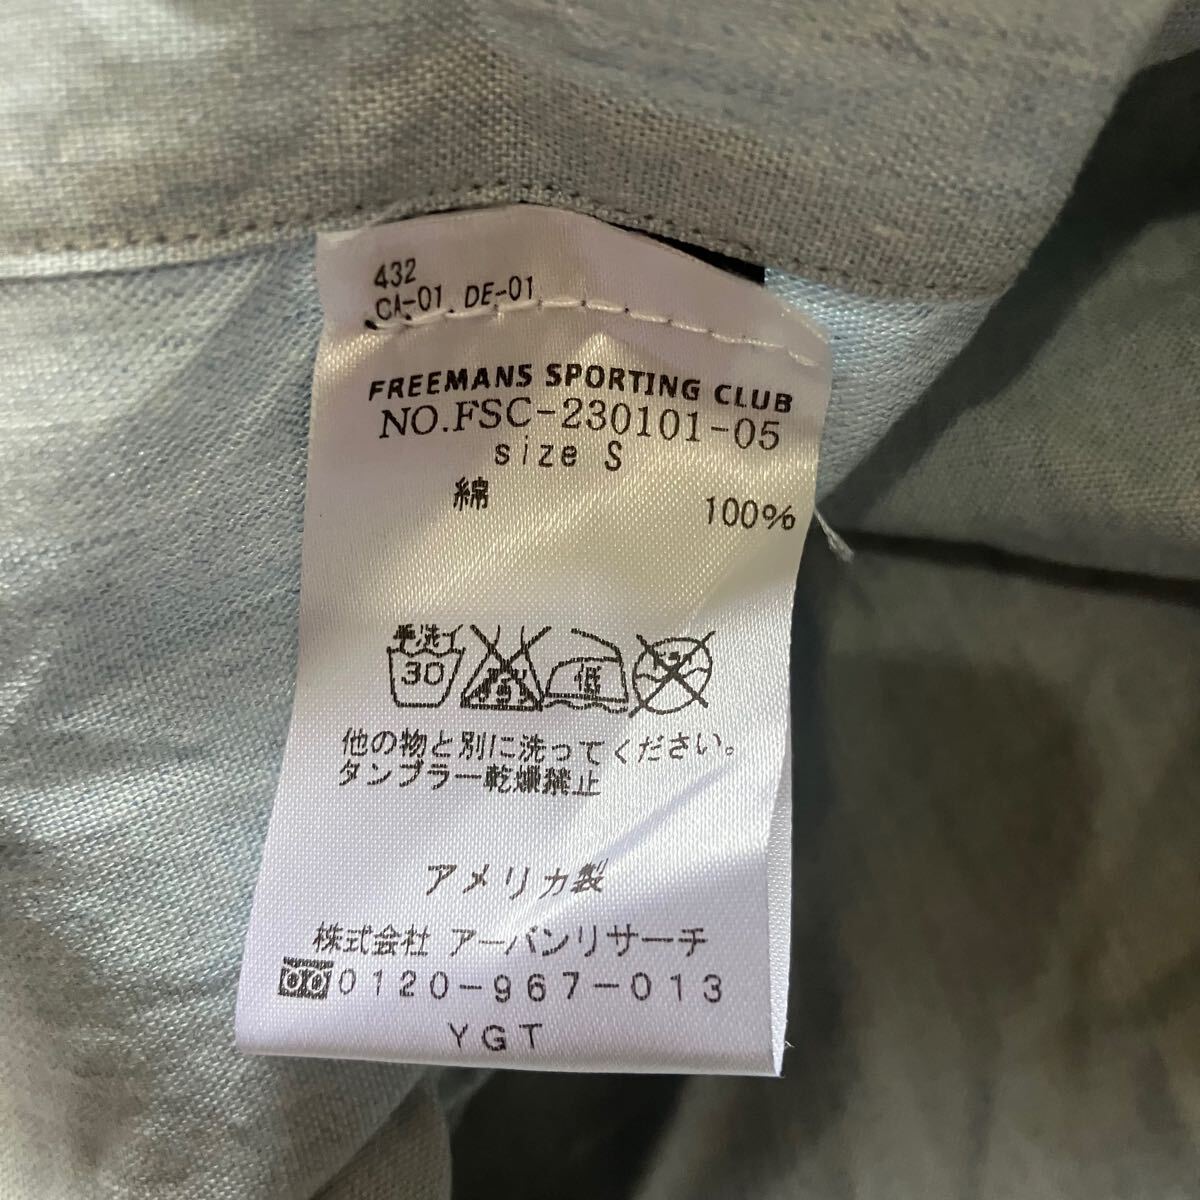 432
CA-01 DE-01
FREEMANS SPORTING CLUB
NO.FSC-230101-05
size S
綿 100%
手洗イ
30
低
他の物と別に洗ってください。
タンブラー乾燥禁止
アメリカ製
株式会社 アーバンリサーチ
0120-967-013
YGT